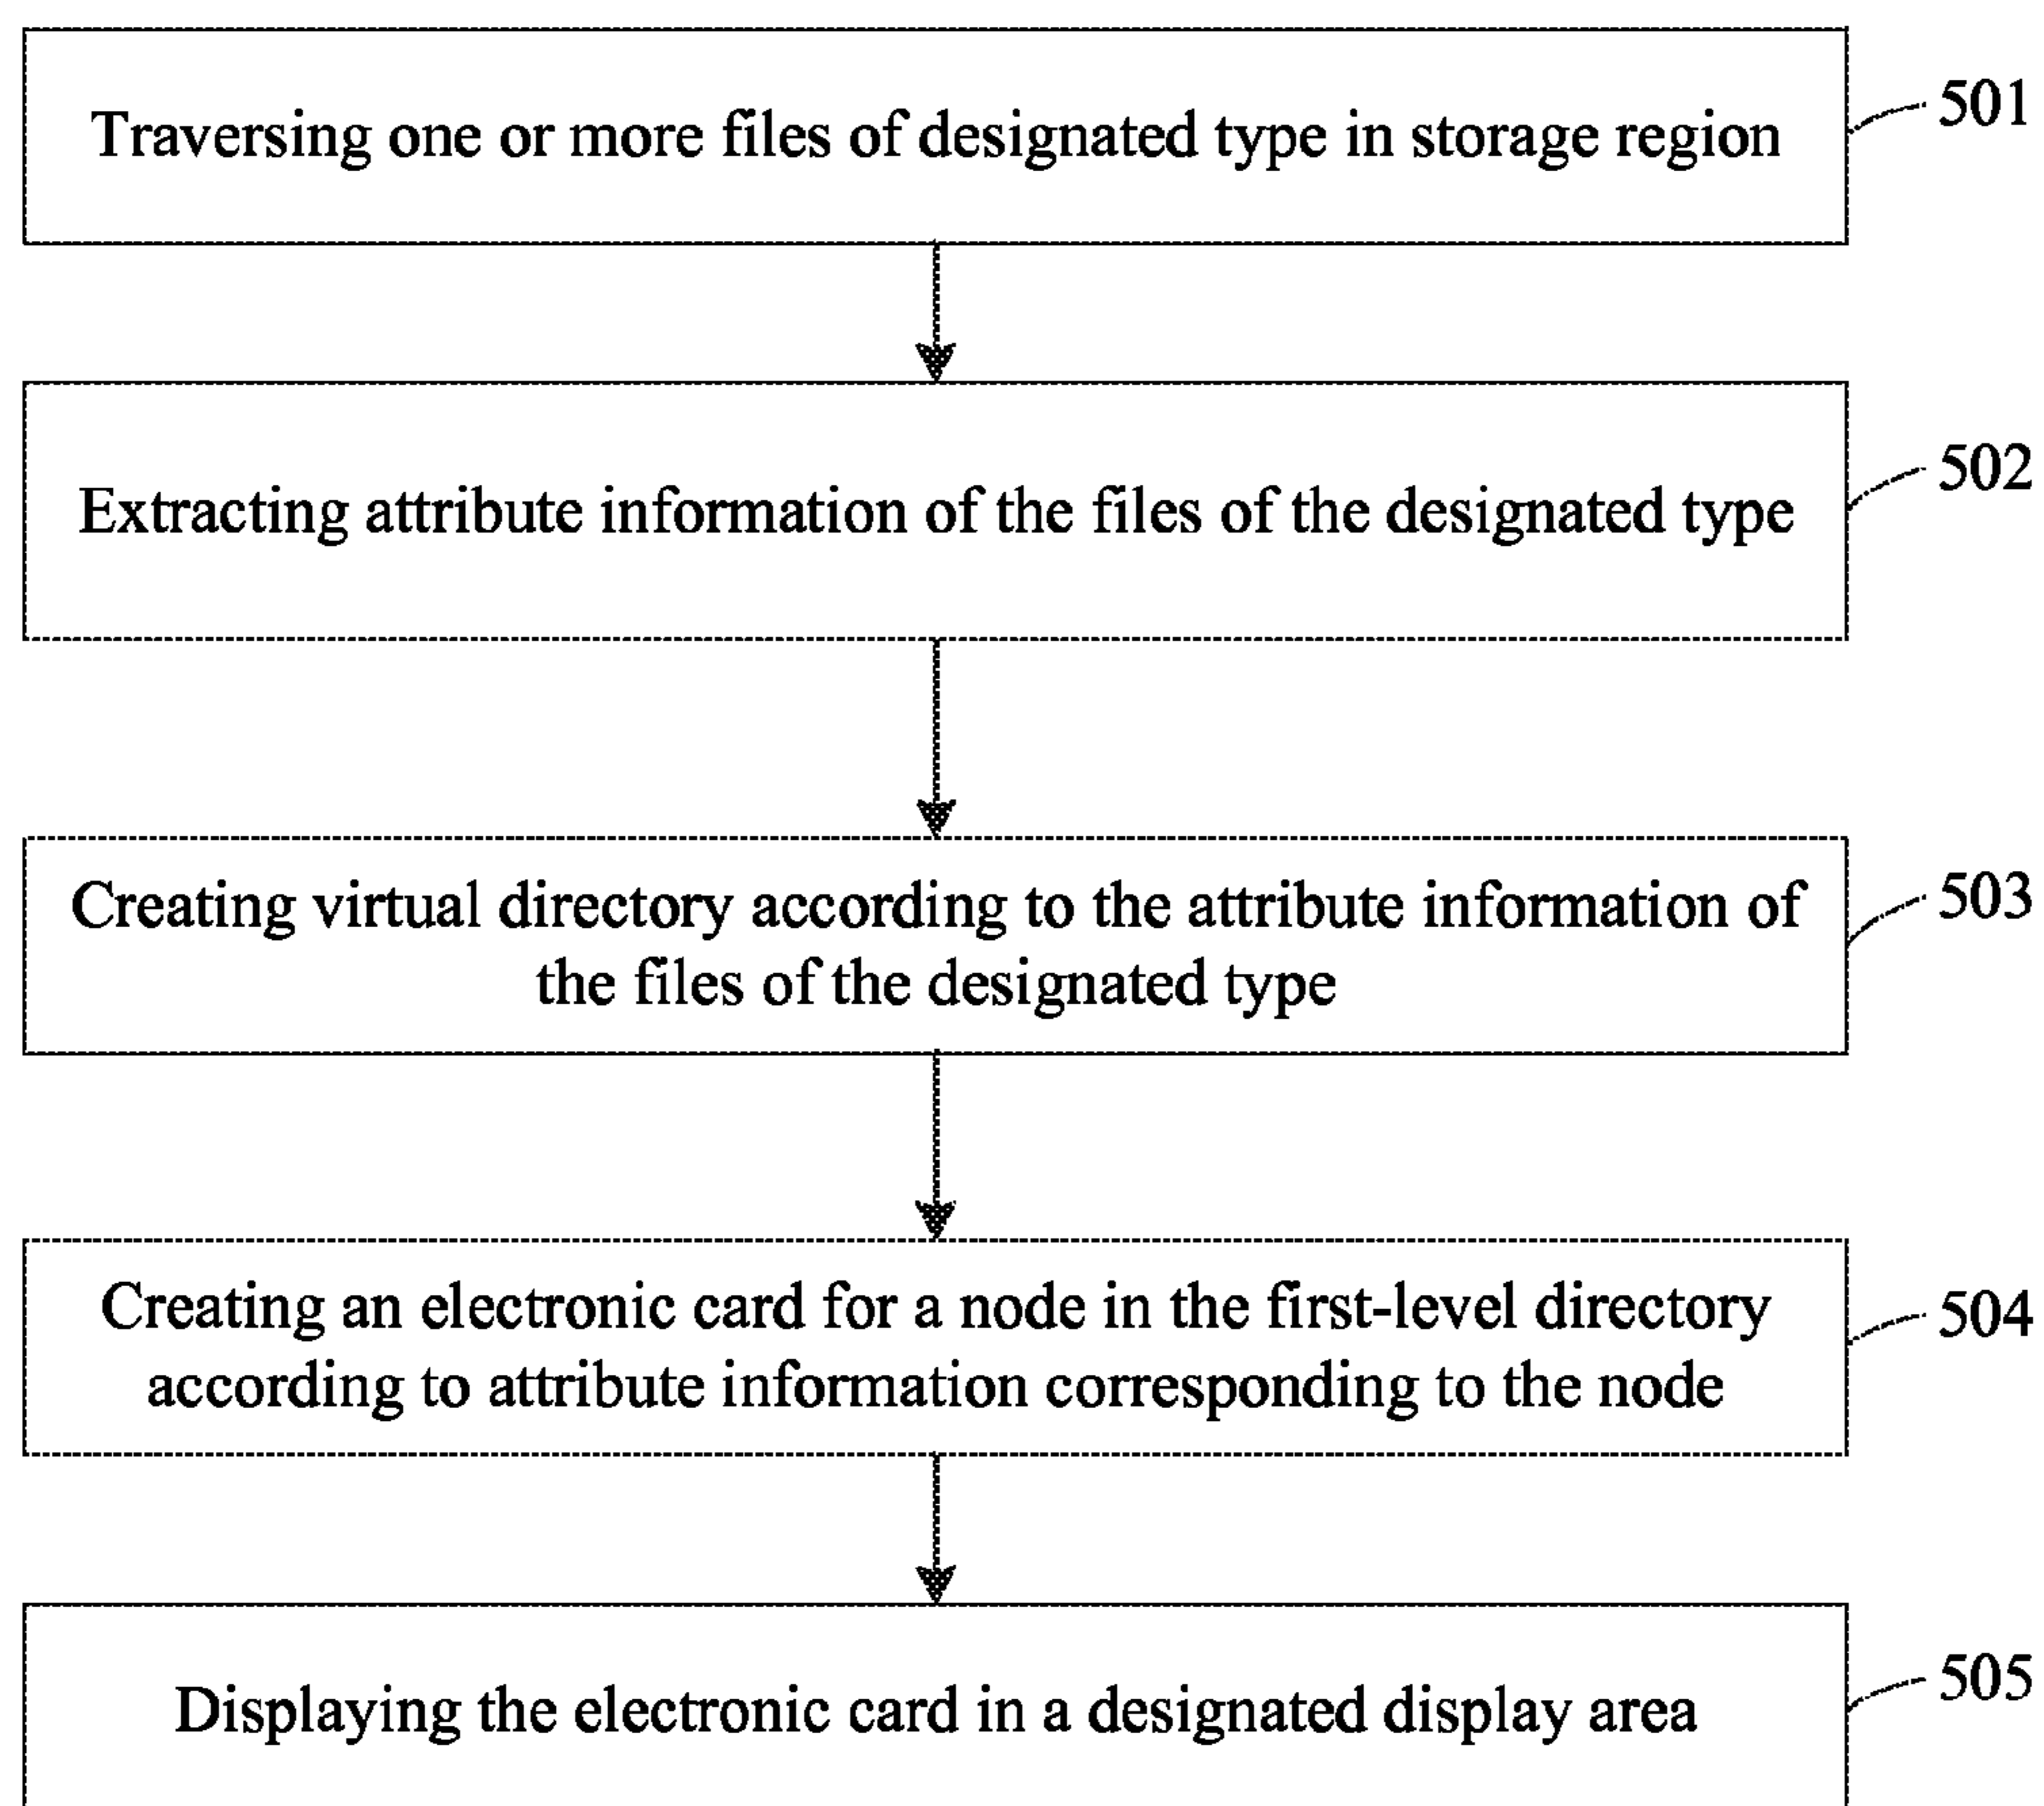 Traversing one or more files of designated type in storage region
501
Extracting attribute information of the files of the designated type
502
Creating virtual directory according to the attribute information of
the files of the designated type
503
Creating an electronic card for a node in the first-level directory
according to attribute information corresponding to the node
504
Displaying the electronic card in a designated display area
505